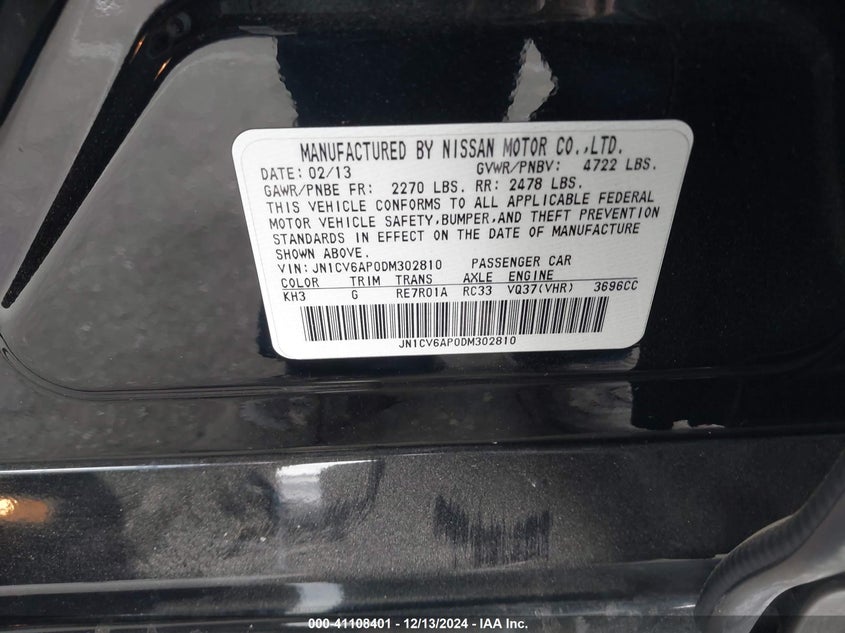 MANUFACTURED BY NISSAN MOTOR CO.,LTD.
DATE: 02/13 GVWR/PNBV: 4722 LBS.
GAWR/PNBE FR: 2270 LBS. RR: 2478 LBS.
THIS VEHICLE CONFORMS TO ALL APPLICABLE FEDERAL
MOTOR VEHICLE SAFETY,BUMPER,AND THEFT PREVENTION
STANDARDS IN EFFECT ON THE DATE OF MANUFACTURE
SHOWN ABOVE.
VIN: JN1CV6AP0DM302810 PASSENGER CAR
COLOR TRIM TRANS AXLE ENGINE
KH3 G RE7R01A RC33 VQ37(VHR) 3696CC
JN1CV6AP0DM302810
000-41108401 - 12/13/2024 - IAA Inc.